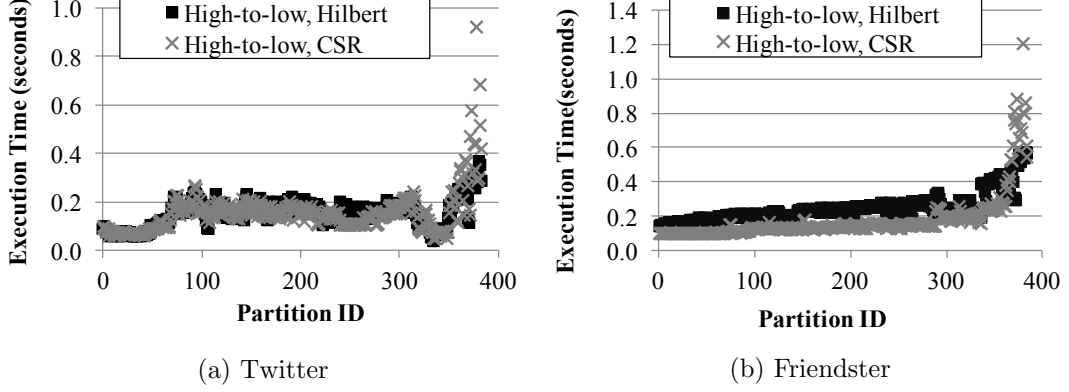 1.0
0.8
0.6
0.4
0.2
0.0
0
100
200
300
400
Execution Time (seconds)
Partition ID
High-to-low, Hilbert
High-to-low, CSR
(a) Twitter
1.4
1.2
1.0
0.8
0.6
0.4
0.2
0.0
0
100
200
300
400
Execution Time(seconds)
Partition ID
High-to-low, Hilbert
High-to-low, CSR
(b) Friendster